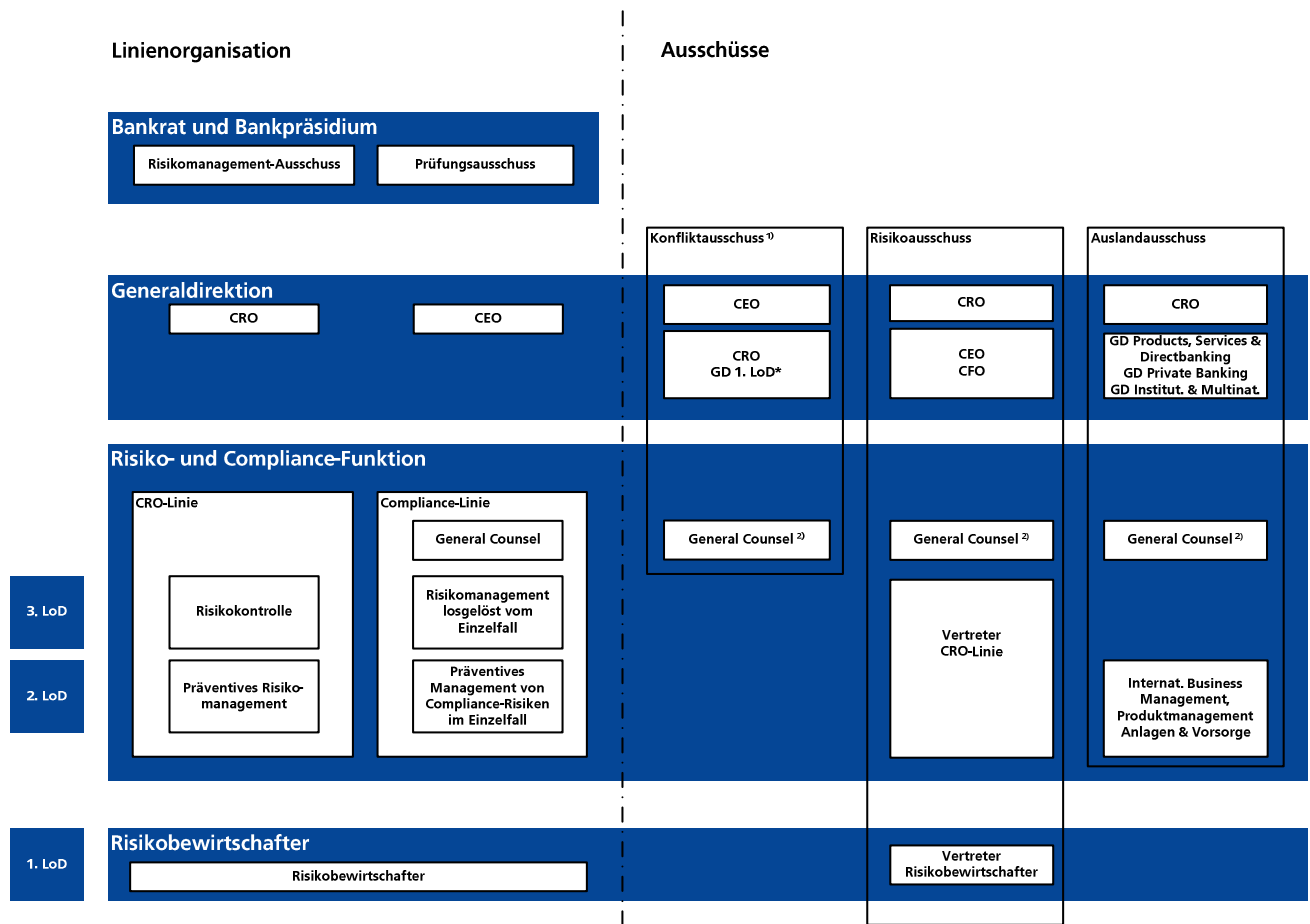 Linienorganisation
Ausschüsse
Bankrat und Bankpräsidium
Risikomanagement-Ausschuss
Prüfungsausschuss
Konfliktausschuss 1)
Risikoausschuss
Auslandausschuss
Generaldirektion
CRO
CEO
CEO
CRO
GD 1. LoD*
CRO
CEO
CFO
CRO
GD Products, Services &
Directbanking
GD Private Banking
GD Institut. & Multinat.
Risiko- und Compliance-Funktion
CRO-Linie
Compliance-Linie
General Counsel
General Counsel 2)
General Counsel 2)
General Counsel 2)
3. LoD
Risikokontrolle
Risikomanagement
losgelöst vom
Einzelfall
Vertreter
CRO-Linie
2. LoD
Präventives Risiko-
management
Präventives
Management von
Compliance-Risiken
im Einzelfall
Internat. Business
Management,
Produktmanagement
Anlagen & Vorsorge
1. LoD
Risikobewirtschafter
Risikobewirtschafter
Vertreter
Risikobewirtschafter